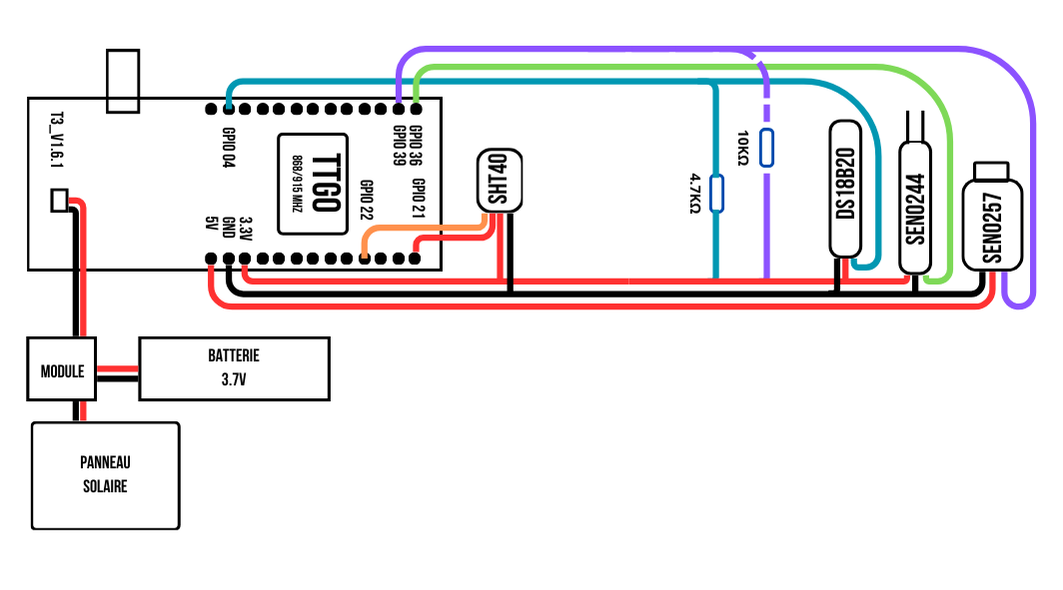 T3_V1.6.1
GPIO 04
TTGO
868/915 MHZ
GPIO 39
GPIO 36
GPIO 22
GPIO 21
5V
GND
3.3V
SHT40
4.7KΩ
10KΩ
DS18B20
SEN0244
SEN0257
MODULE
BATTERIE
3.7V
PANNEAU
SOLAIRE